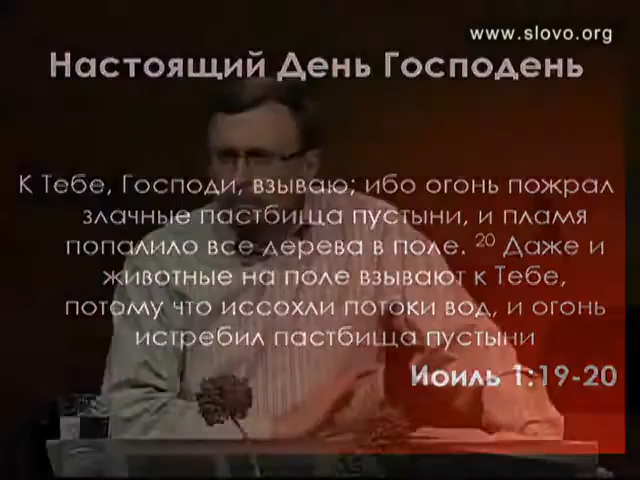 www.slovo.org
Настоящий День Господень
К Тебе, Господи, взываю; ибо огонь пожрал
злачные пастбища пустыни, и пламя
попалило все дерева в поле. 20 Даже и
животные на поле взывают к Тебе,
потому что иссохли потоки вод, и огонь
истребил пастбища пустыни
Иоиль 1:19-20